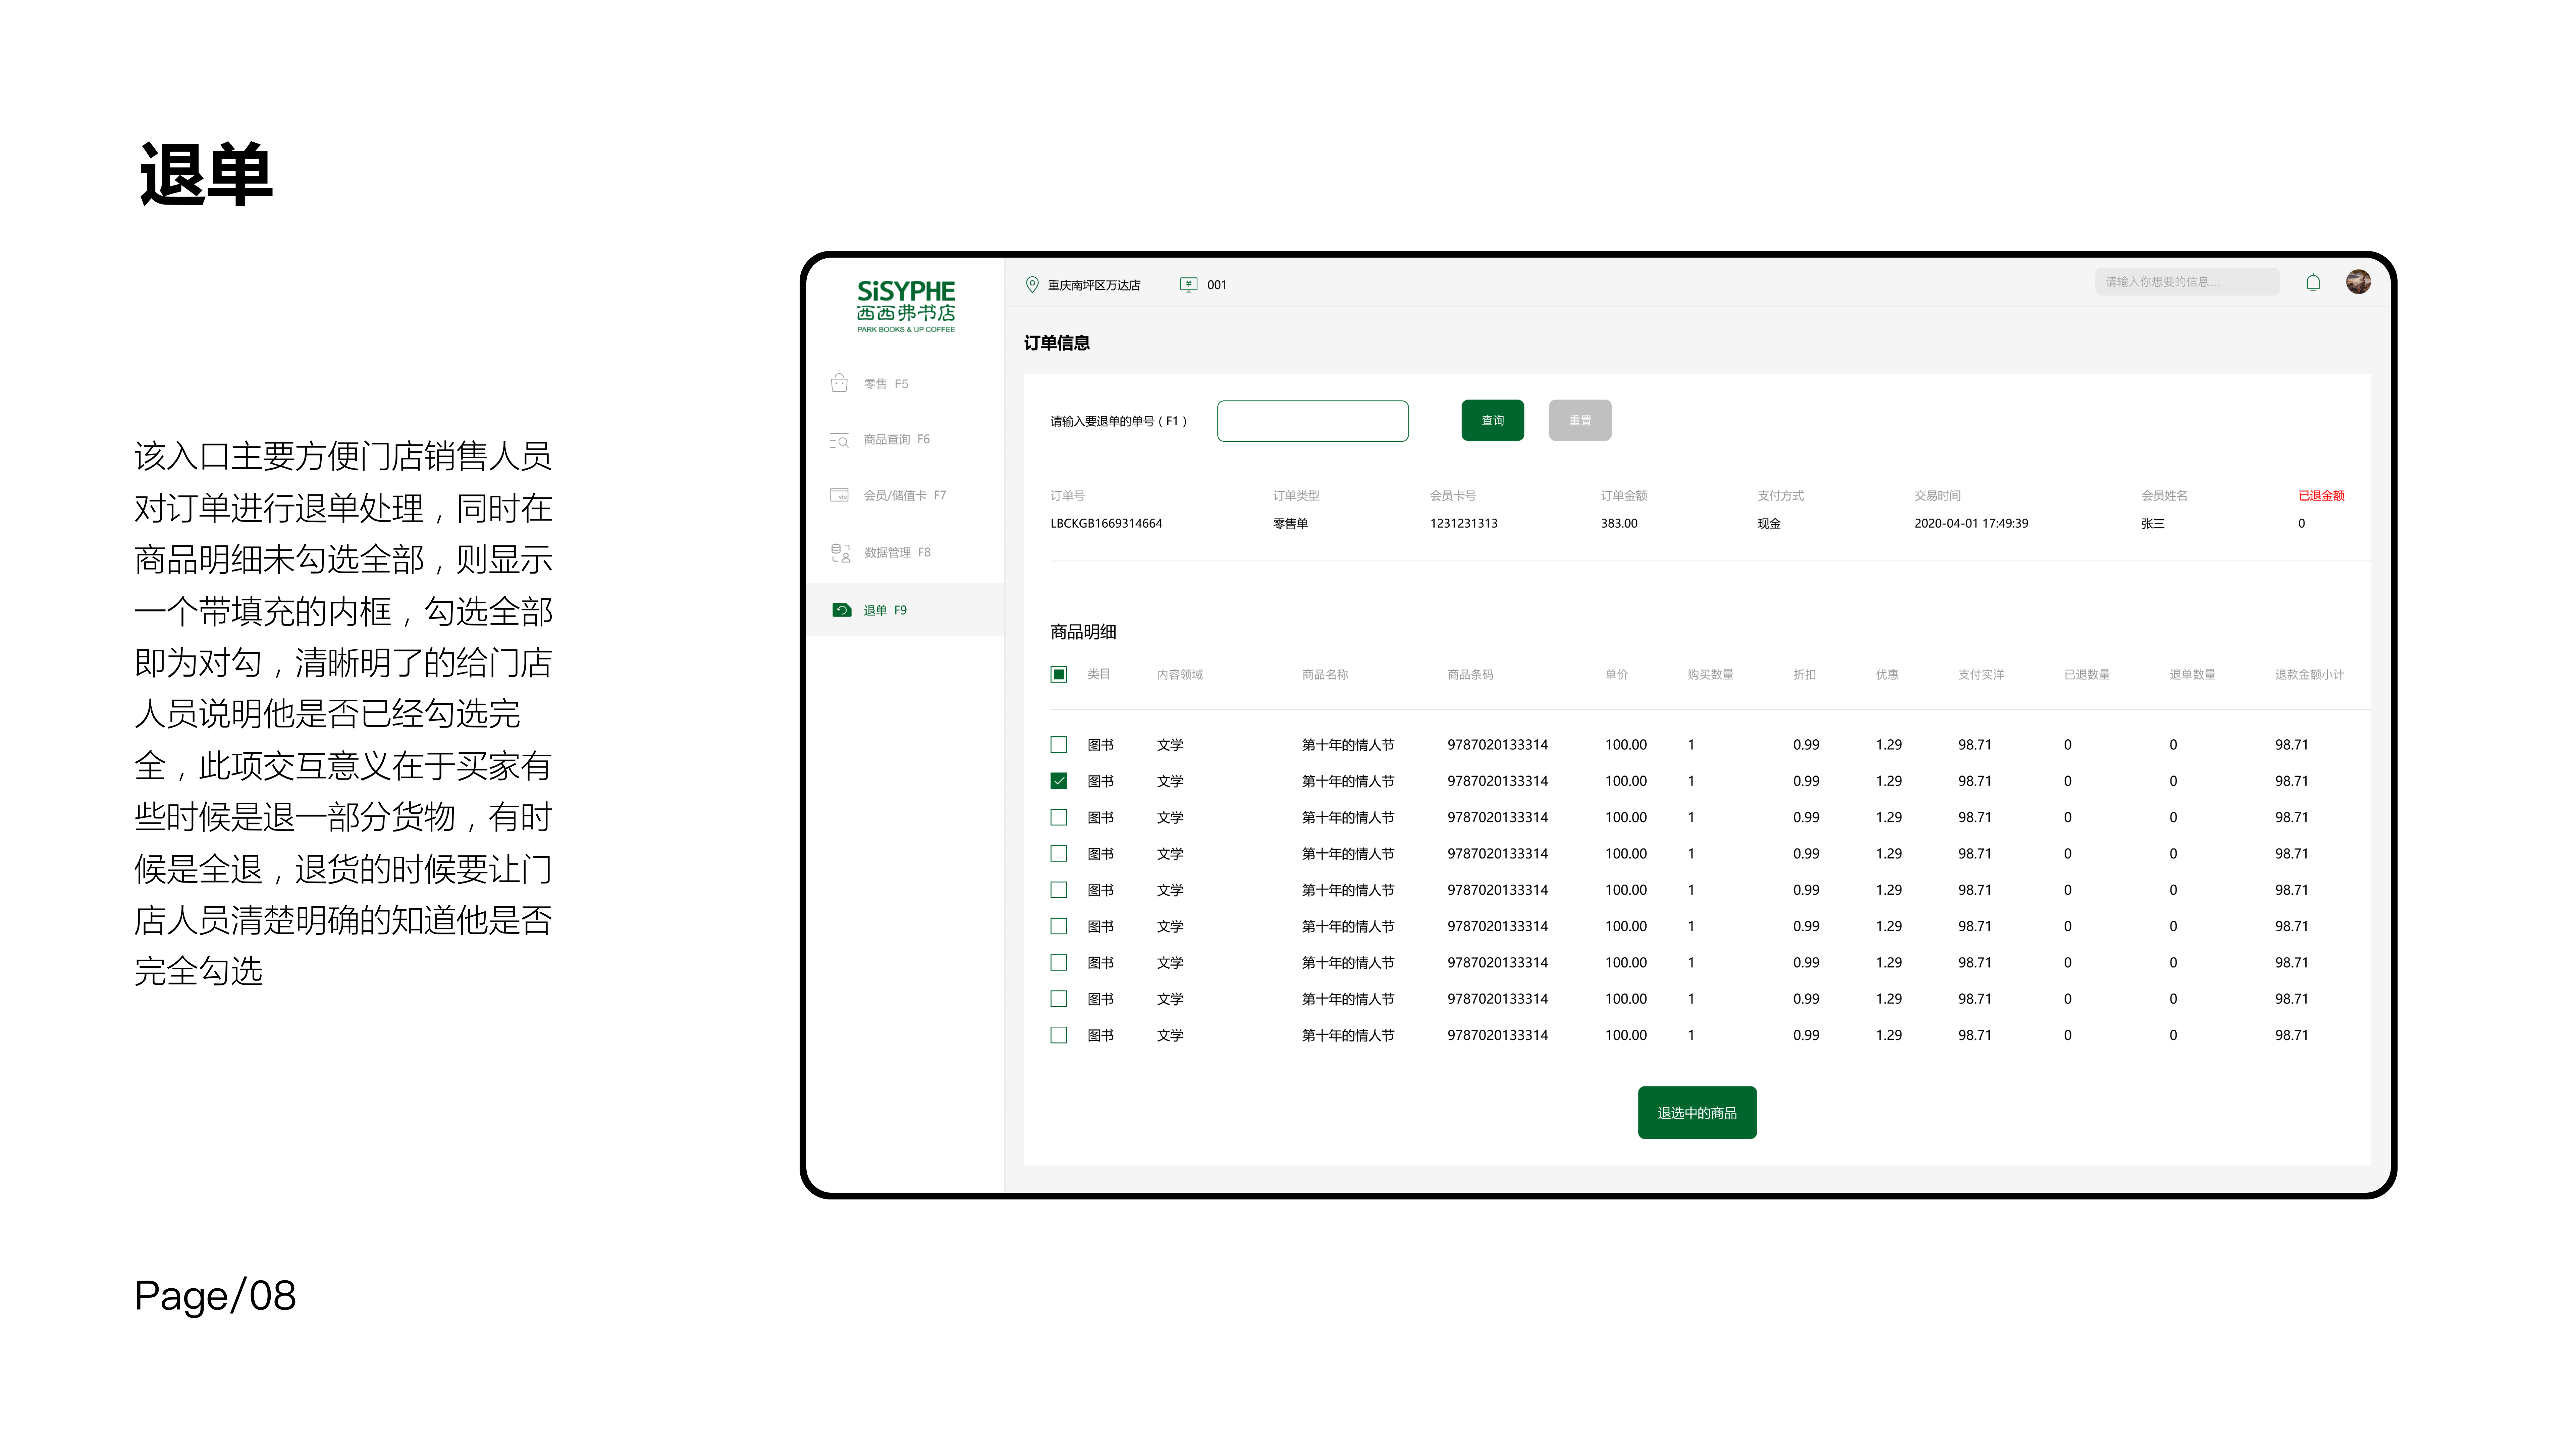 退单
该入口主要方便门店销售人员
对订单进行退单处理，同时在
商品明细未勾选全部，则显示
一个带填充的内框，勾选全部
即为对勾，清晰明了的给门店
人员说明他是否已经勾选完
全，此项交互意义在于买家有
些时候是退一部分货物，有时
候是全退，退货的时候要让门
店人员清楚明确的知道他是否
完全勾选
Page/08
SiSYPHE
西西弗书店
PARK BOOKS & UP COFFEE
零售 F5
商品查询 F6
会员/储值卡 F7
数据管理 F8
退单 F9
重庆南坪区万达店 001 请输入你想要的信息...
订单信息
请输入要退单的单号（F1） 查询 重置
订单号 订单类型 会员卡号 订单金额 支付方式 交易时间 会员姓名 已退金额
LBCKGB1669314664 零售单 1231231313 383.00 现金 2020-04-01 17:49:39 张三 0
商品明细
类目 内容领域 商品名称 商品条码 单价 购买数量 折扣 优惠 支付实洋 已退数量 退单数量 退款金额小计
图书 文学 第十年的情人节 9787020133314 100.00 1 0.99 1.29 98.71 0 0 98.71
图书 文学 第十年的情人节 9787020133314 100.00 1 0.99 1.29 98.71 0 0 98.71
图书 文学 第十年的情人节 9787020133314 100.00 1 0.99 1.29 98.71 0 0 98.71
图书 文学 第十年的情人节 9787020133314 100.00 1 0.99 1.29 98.71 0 0 98.71
图书 文学 第十年的情人节 9787020133314 100.00 1 0.99 1.29 98.71 0 0 98.71
图书 文学 第十年的情人节 9787020133314 100.00 1 0.99 1.29 98.71 0 0 98.71
图书 文学 第十年的情人节 9787020133314 100.00 1 0.99 1.29 98.71 0 0 98.71
图书 文学 第十年的情人节 9787020133314 100.00 1 0.99 1.29 98.71 0 0 98.71
图书 文学 第十年的情人节 9787020133314 100.00 1 0.99 1.29 98.71 0 0 98.71
退选中的商品